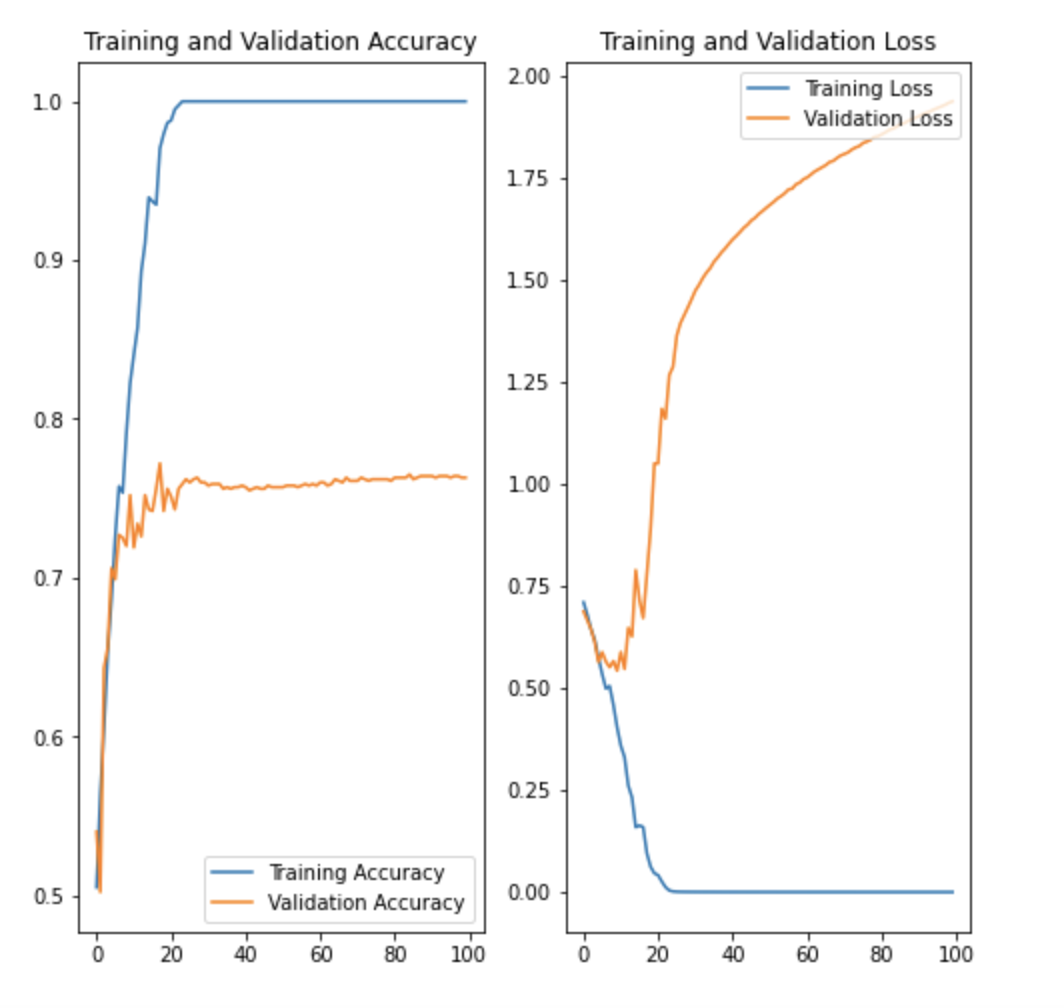 Training and Validation Accuracy
1.0
0.9
0.8
0.7
0.6
0.5
0 20 40 60 80 100
Training Accuracy
Validation Accuracy
Training and Validation Loss
2.00
1.75
1.50
1.25
1.00
0.75
0.50
0.25
0.00
0 20 40 60 80 100
Training Loss
Validation Loss